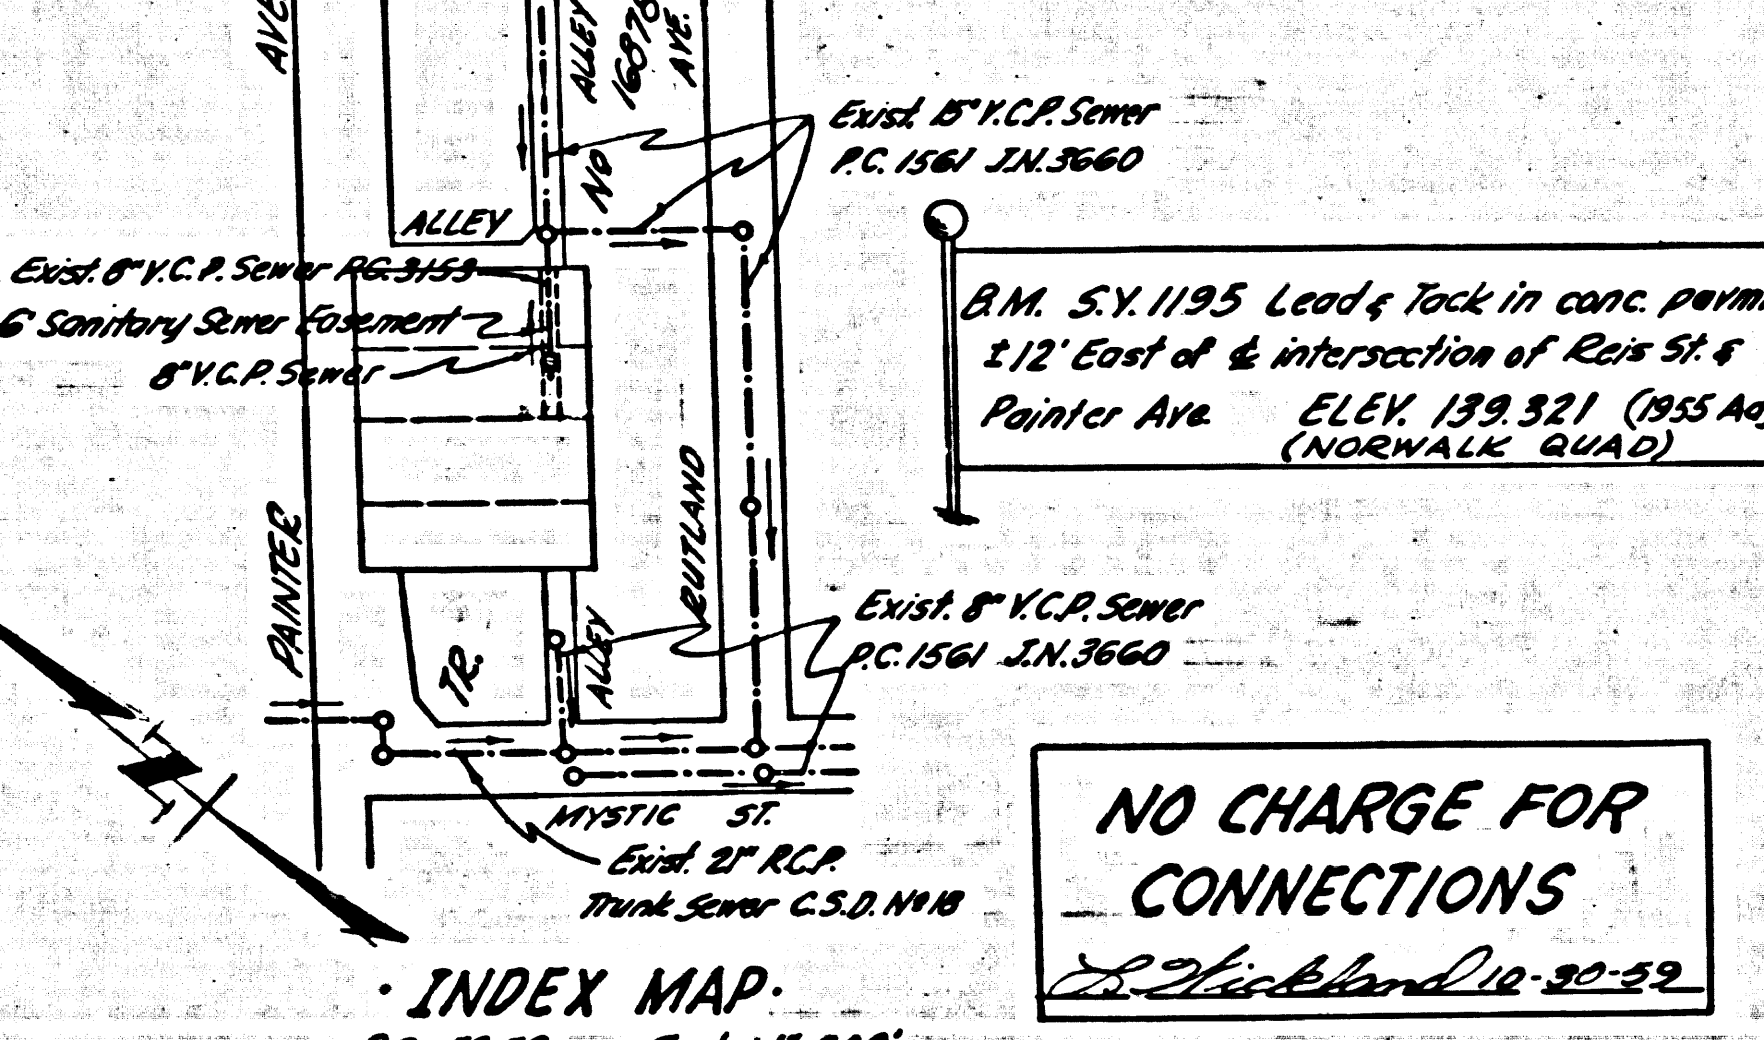 AVE
ALLEY
16878
AVE.
NO
Exist. 15" V.C.P. Sewer
P.C. 1561 J.N. 3660
ALLEY
Exist. 8" V.C.P. Sewer P.C. 3153
6' Sanitary Sewer Easement
8" V.C.P. Sewer
B.M. S.Y. 1195 Lead & Tack in conc. pavm
±12' East of ℄ intersection of Reis St. &
Painter Ave. ELEV. 139.321 (1955 Adj
(NORWALK QUAD)
PAINTER
RUTLAND
TR.
ALLEY
Exist. 8" V.C.P. Sewer
P.C. 1561 J.N. 3660
MYSTIC ST.
Exist. 21" R.C.P.
Trunk Sewer C.S.D. No 18
NO CHARGE FOR
CONNECTIONS
L Wickland 10-30-59
· INDEX MAP ·